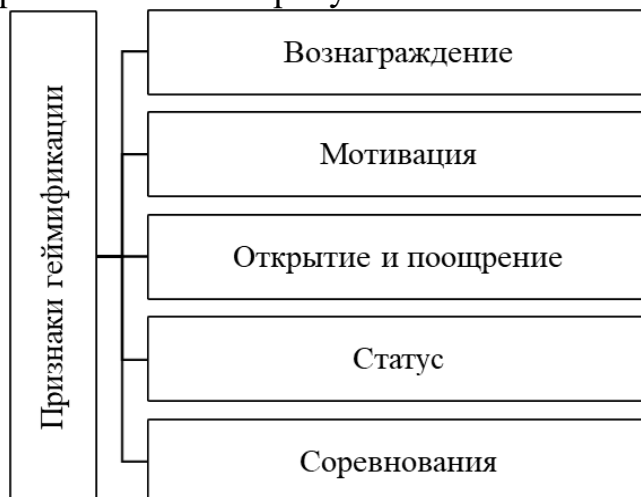 Признаки геймификации
Вознаграждение
Мотивация
Открытие и поощрение
Статус
Соревнования